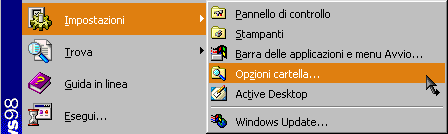 Impostazioni
Trova
Guida in linea
Esegui...
Pannello di controllo
Stampanti
Barra delle applicazioni e menu Avvio...
Opzioni cartella...
Active Desktop
Windows Update...
ws98